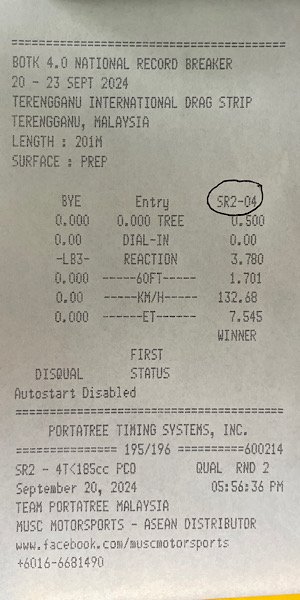 ========================================
BOTK 4.0 NATIONAL RECORD BREAKER
20 - 23 SEPT 2024
TERENGGANU INTERNATIONAL DRAG STRIP
TERENGGANU, MALAYSIA
LENGTH : 201M
SURFACE : PREP
BYE Entry SR2-04
0.000 0.000 TREE 0.500
0.00 DIAL-IN 0.00
-LB3- REACTION 3.780
0.000 -----60FT----- 1.701
0.00 ------KM/H------ 132.68
0.000 ------ET------ 7.545
WINNER
FIRST
DISQUAL STATUS
Autostart Disabled
========================================
PORTATREE TIMING SYSTEMS, INC.
=============== 195/196 ==========600214
SR2 - 4T<185cc PCO QUAL RND 2
September 20, 2024 05:56:36 PM
TEAM PORTATREE MALAYSIA
MUSC MOTORSPORTS - ASEAN DISTRIBUTOR
www.facebook.com/muscmotorsports
+6016-6681490